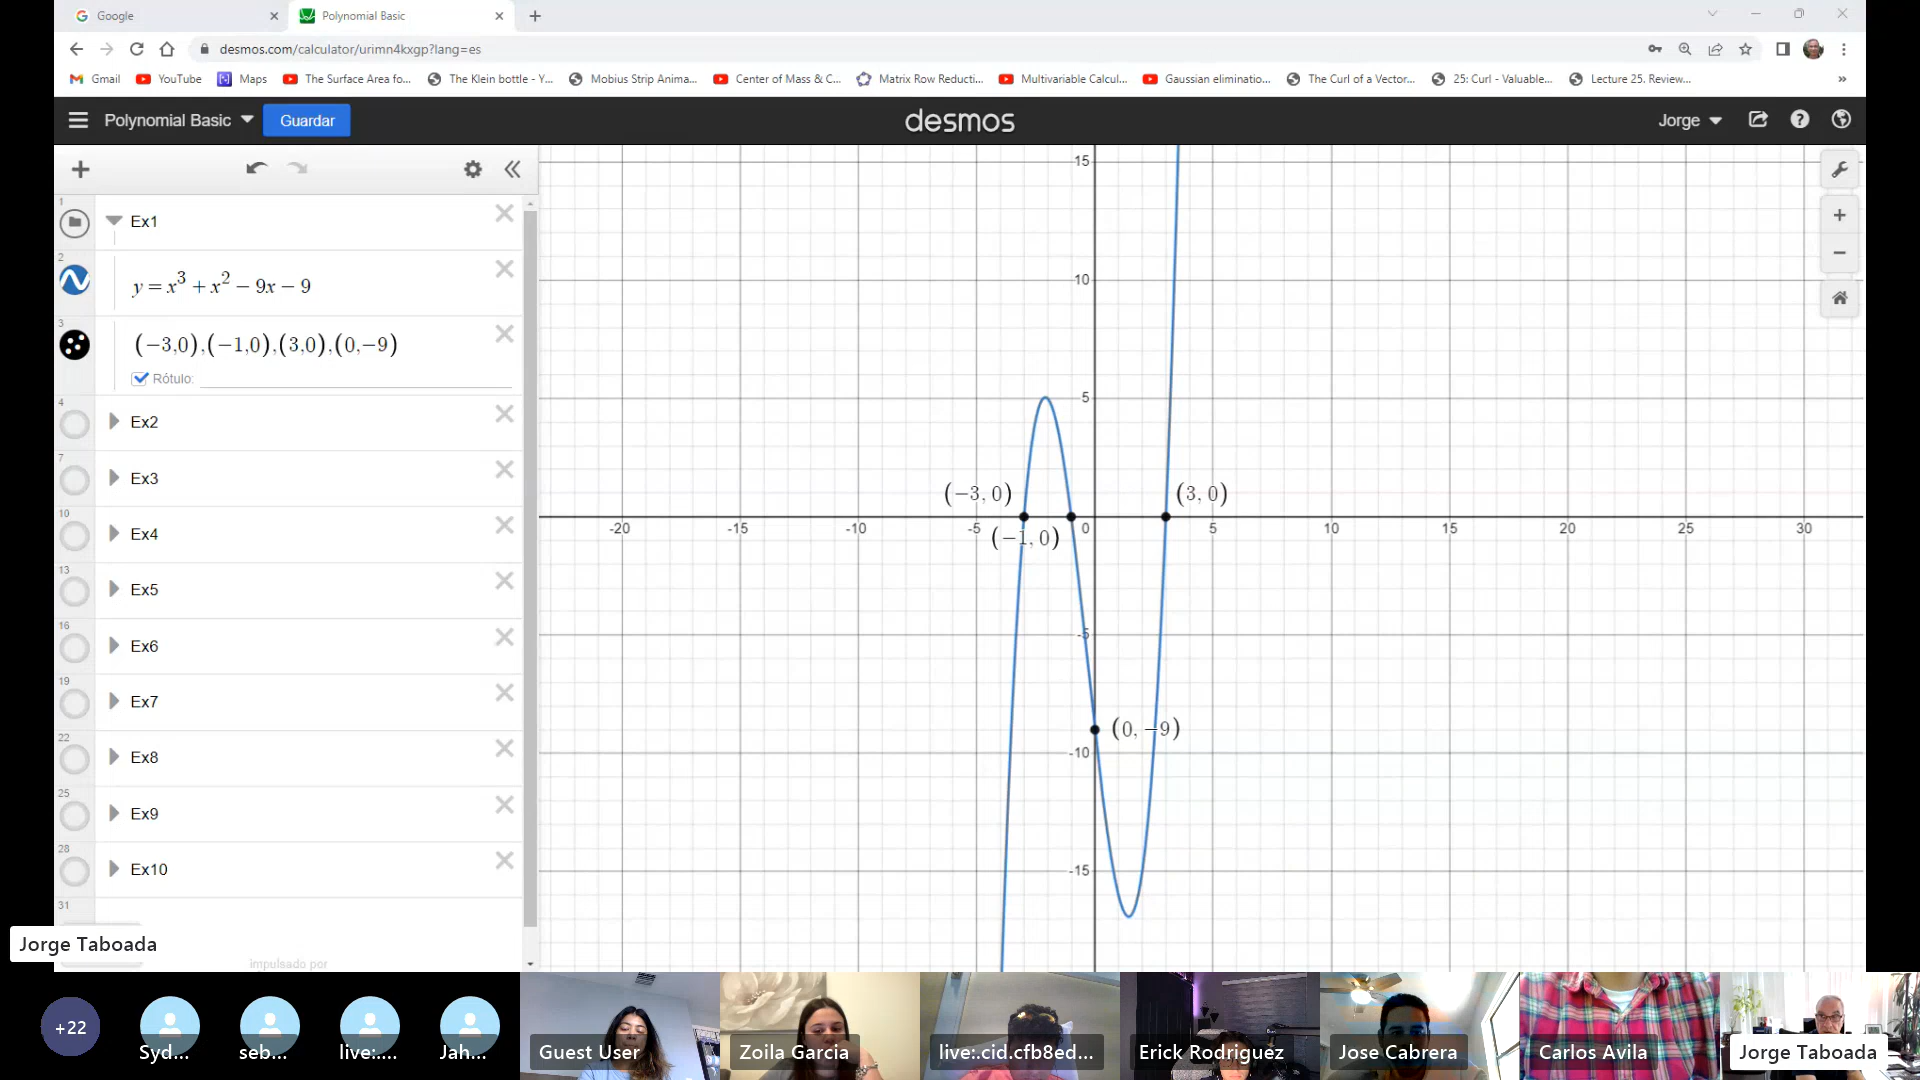 Google
Polynomial Basic
desmos.com/calculator/urimn4kxgp?lang=es
Gmail
YouTube
Maps
The Surface Area fo...
The Klein bottle - Y...
Mobius Strip Anima...
Center of Mass & C...
Matrix Row Reducti...
Multivariable Calcul...
Gaussian eliminatio...
The Curl of a Vector...
25: Curl - Valuable...
Lecture 25. Review...
Polynomial Basic
Guardar
desmos
Jorge
1
Ex1
2
y = x³ + x² − 9x − 9
3
(−3,0),(−1,0),(3,0),(0,−9)
Rótulo:
4
Ex2
7
Ex3
10
Ex4
13
Ex5
16
Ex6
19
Ex7
22
Ex8
25
Ex9
28
Ex10
31
impulsado por
15
10
5
(−3, 0)
(3, 0)
-20
-15
-10
-5
0
5
10
15
20
25
30
(−1, 0)
-5
(0, −9)
-10
-15
Jorge Taboada
+22
Syd...
seb...
live:....
Jah...
Guest User
Zoila Garcia
live:.cid.cfb8ed...
Erick Rodriguez
Jose Cabrera
Carlos Avila
Jorge Taboada